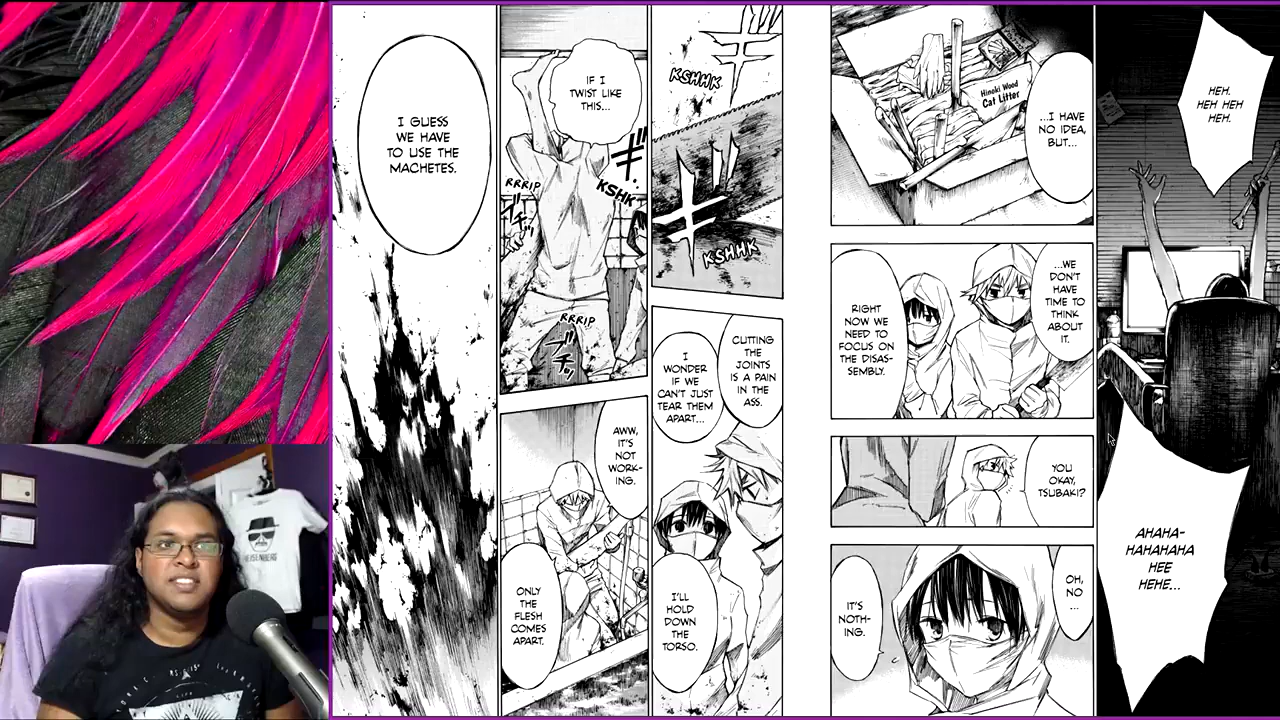 HEH.
HEH HEH
HEH.
AHAHA-
HAHAHAHA
HEE
HEHE...
Hinoki Wood
Cat Litter
...I HAVE
NO IDEA,
BUT...
...WE
DON'T
HAVE
TIME TO
THINK
ABOUT
IT.
RIGHT
NOW WE
NEED TO
FOCUS ON
THE DISAS-
SEMBLY.
YOU
OKAY,
TSUBAKI?
OH,
NO
...
IT'S
NOTH-
ING.
KSHHK
KSHHK
CUTTING
THE
JOINTS
IS A PAIN
IN THE
ASS.
I
WONDER
IF WE
CAN'T JUST
TEAR THEM
APART...
I'LL
HOLD
DOWN
THE
TORSO.
IF I
TWIST LIKE
THIS...
KSHK
RRRIP
RRRIP
AWW,
IT'S
NOT
WORK-
ING.
ONLY
THE
FLESH
COMES
APART.
I GUESS
WE HAVE
TO USE THE
MACHETES.